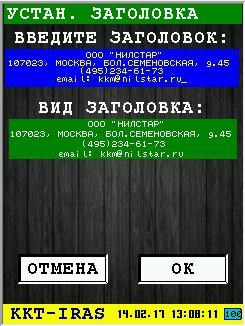 УСТАН. ЗАГОЛОВКА
ВВЕДИТЕ ЗАГОЛОВОК:
ООО "НИЛСТАР"
107023, МОСКВА, БОЛ.СЕМЕНОВСКАЯ, д.45
(495)234-61-73
email: kkm@nilstar.ru_
ВИД ЗАГОЛОВКА:
ООО "НИЛСТАР"
107023, МОСКВА, БОЛ.СЕМЕНОВСКАЯ, д.45
(495)234-61-73
email: kkm@nilstar.ru
ОТМЕНА
ОК
KKT-IRAS 14.02.17 13:08:11 100